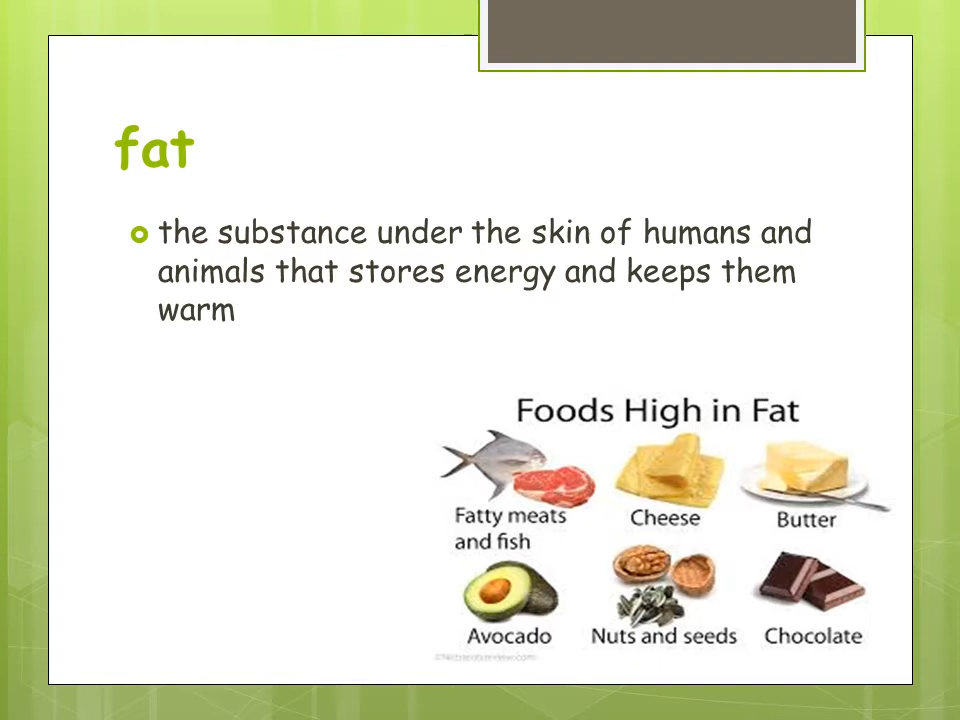 fat
the substance under the skin of humans and
animals that stores energy and keeps them
warm
Foods High in Fat
Fatty meats
and fish
Cheese
Butter
Avocado
Nuts and seeds
Chocolate